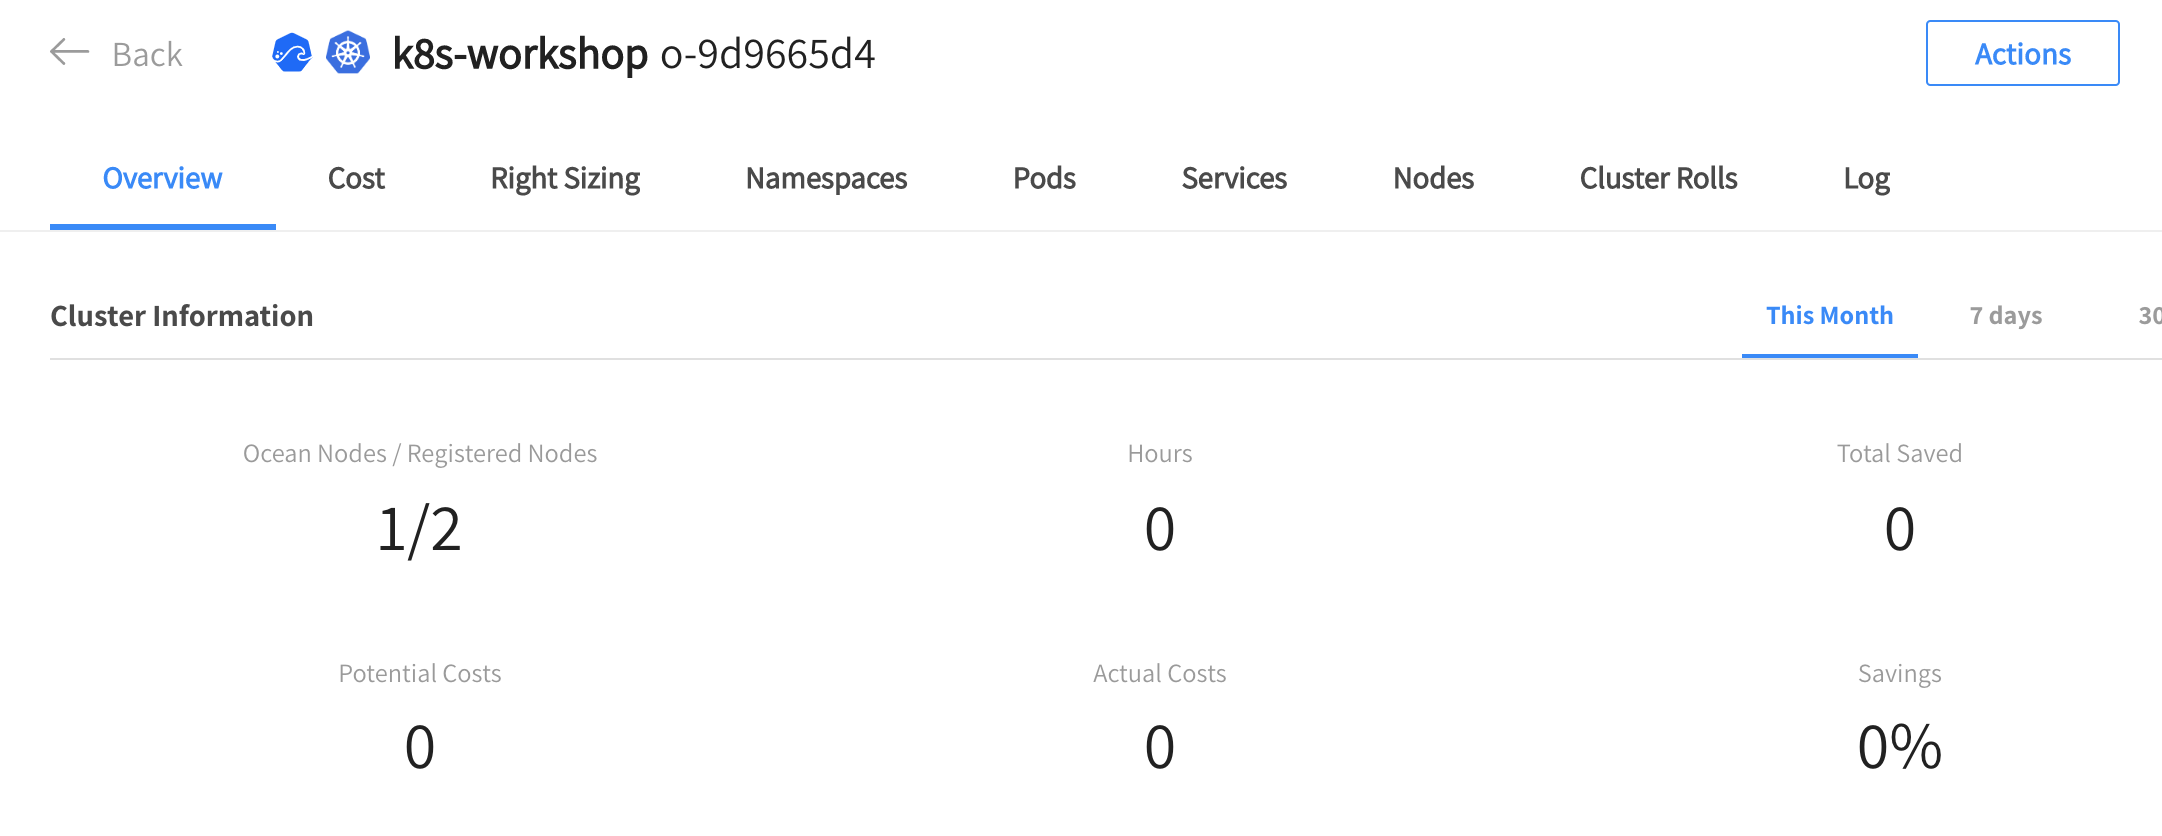 Back k8s-workshop o-9d9665d4 Actions
Overview Cost Right Sizing Namespaces Pods Services Nodes Cluster Rolls Log
Cluster Information This Month 7 days 30
Ocean Nodes / Registered Nodes Hours Total Saved
1/2 0 0
Potential Costs Actual Costs Savings
0 0 0%